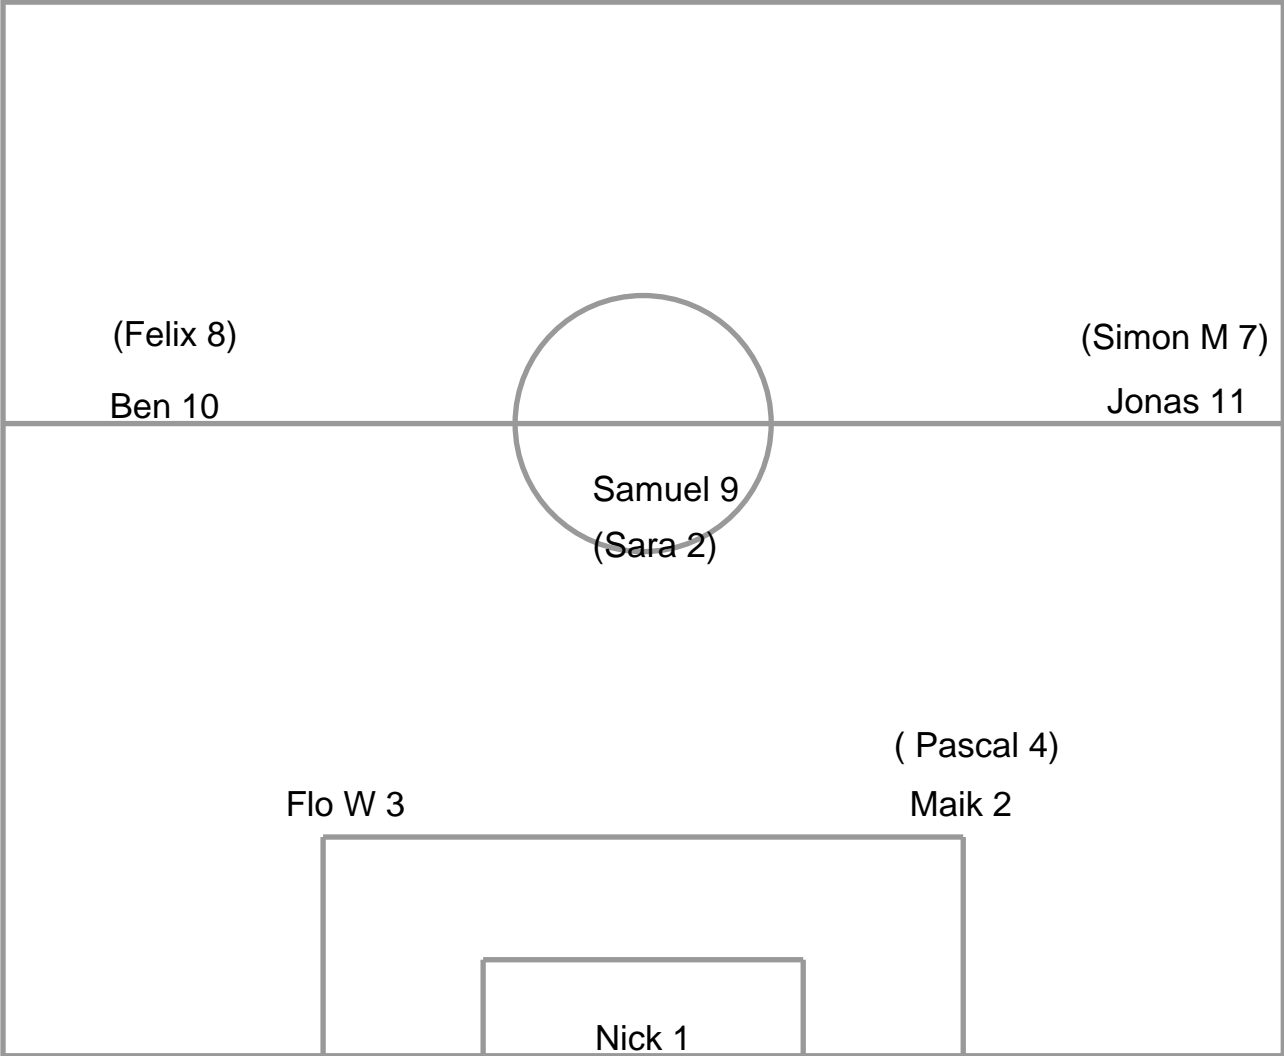 (Felix 8)
(Simon M 7)
Ben 10
Jonas 11
Samuel 9
(Sara 2)
( Pascal 4)
Flo W 3
Maik 2
Nick 1